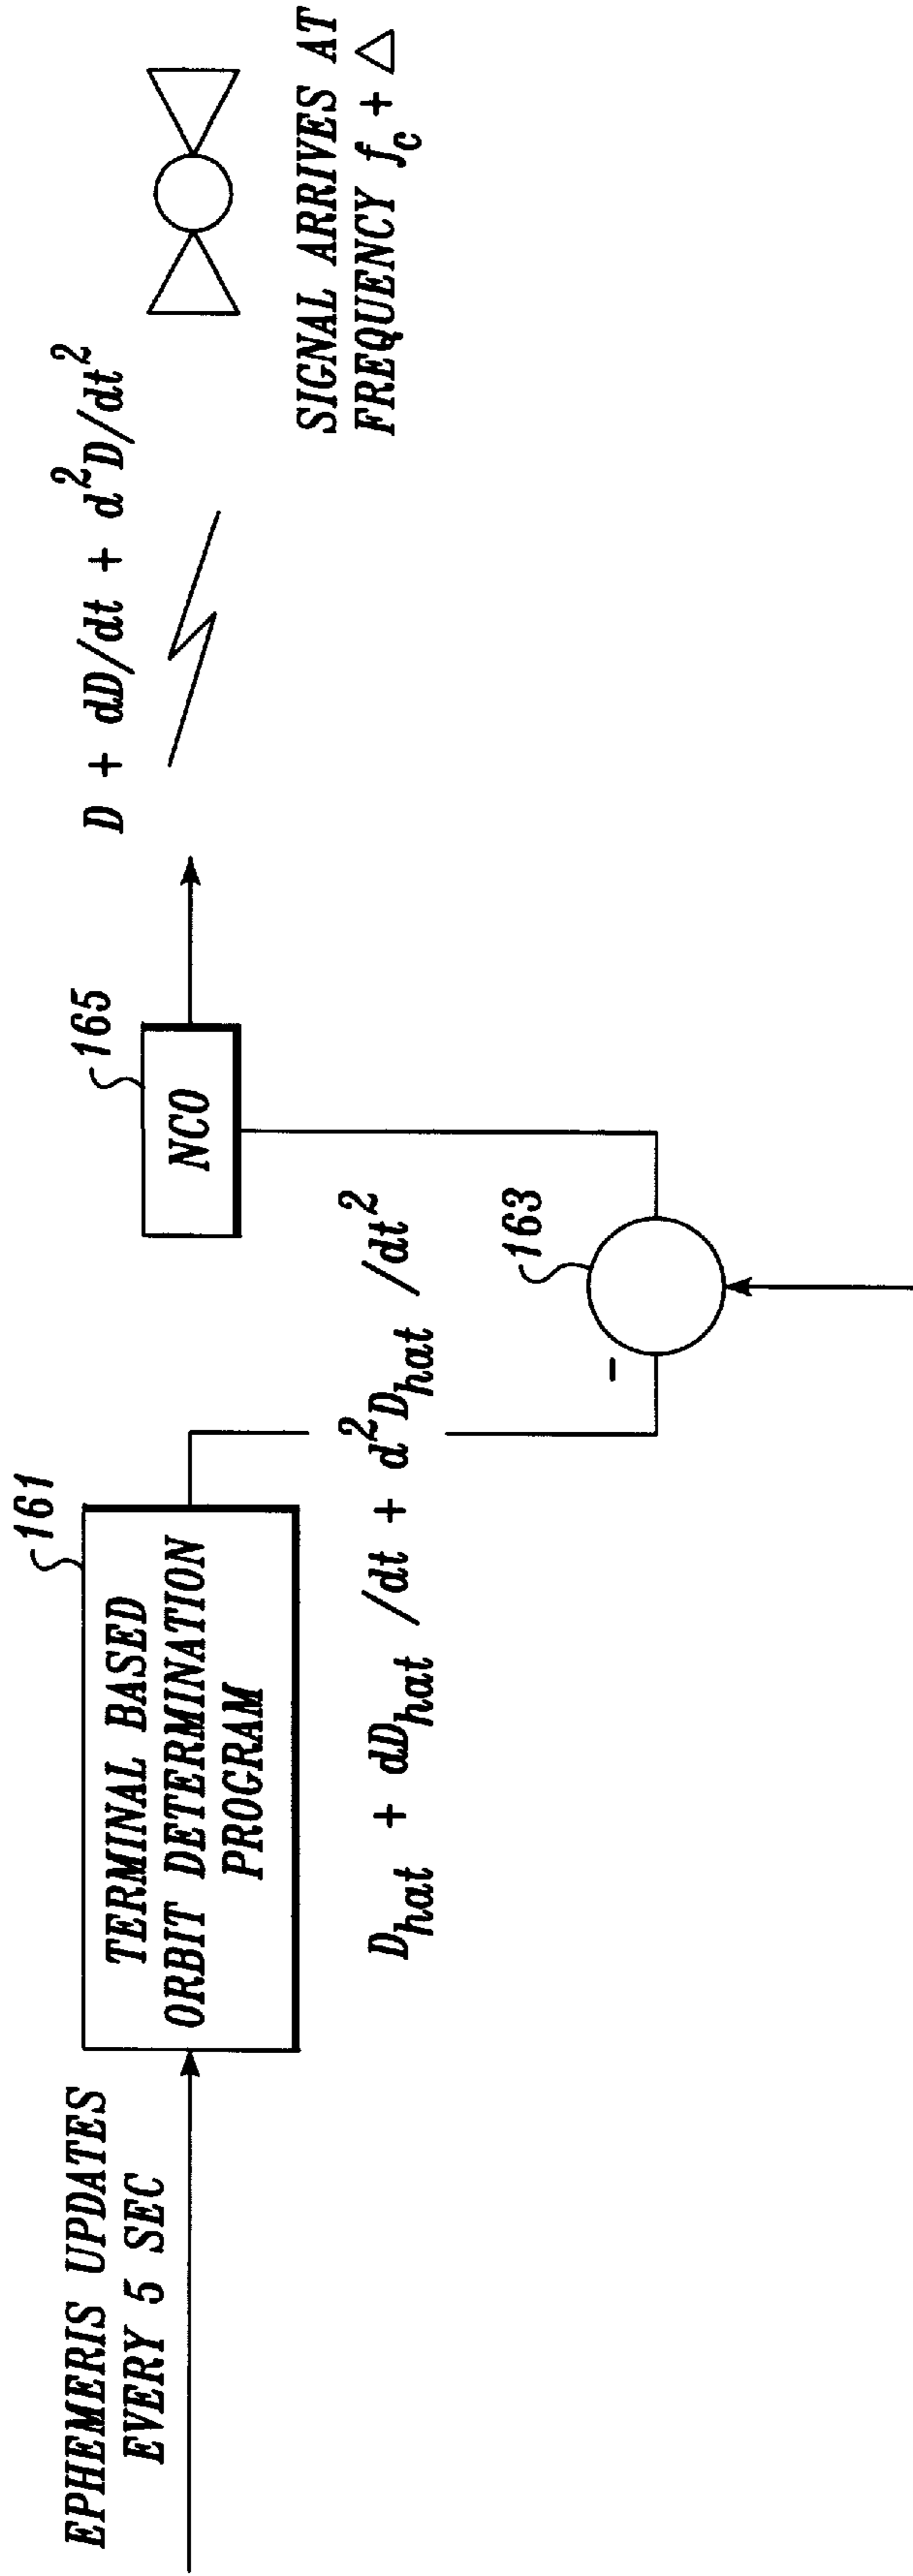 EPHEMERIS UPDATES
EVERY 5 SEC
161
TERMINAL BASED
ORBIT DETERMINATION
PROGRAM
D_hat + dD_hat /dt + d²D_hat /dt²
-
163
165
NCO
D + dD/dt + d²D/dt²
SIGNAL ARRIVES AT
FREQUENCY f_c + Δ